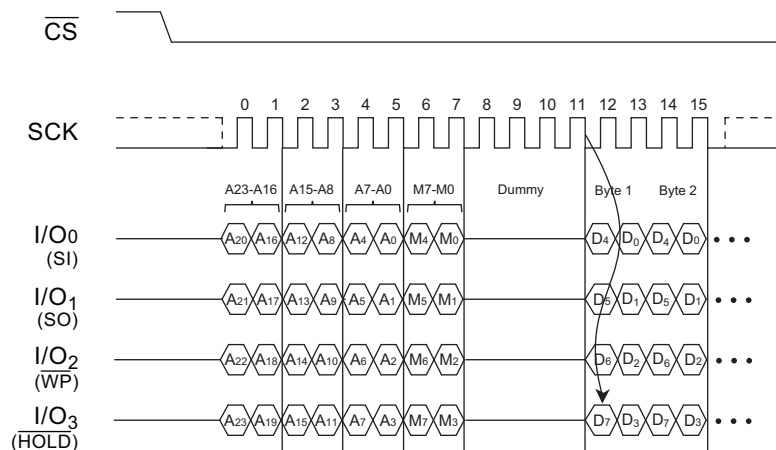 CS
0 1 2 3 4 5 6 7 8 9 10 11 12 13 14 15
SCK
A23-A16 A15-A8 A7-A0 M7-M0 Dummy Byte 1 Byte 2
I/O0 A20 A16 A12 A8 A4 A0 M4 M0 D4 D0 D4 D0 • • •
(SI)
I/O1 A21 A17 A13 A9 A5 A1 M5 M1 D5 D1 D5 D1 • • •
(SO)
I/O2 A22 A18 A14 A10 A6 A2 M6 M2 D6 D2 D6 D2 • • •
(WP)
I/O3 A23 A19 A15 A11 A7 A3 M7 M3 D7 D3 D7 D3 • • •
(HOLD)